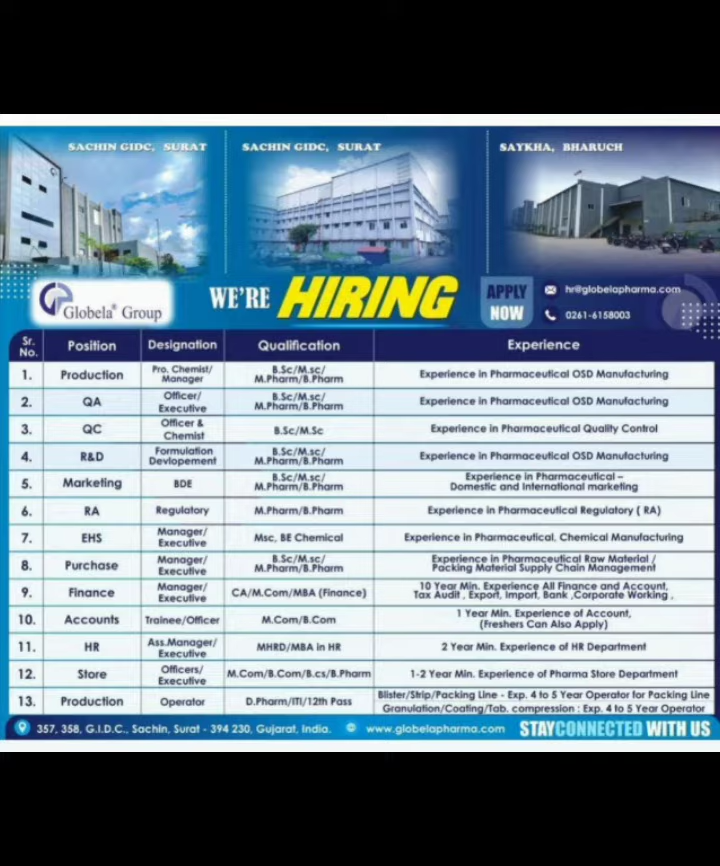 SACHIN GIDC, SURAT
SACHIN GIDC, SURAT
SAYKHA, BHARUCH
Globela® Group
WE'RE HIRING
APPLY NOW
hr@globelapharma.com
0261-6158003
Sr. No. Position Designation Qualification Experience
1. Production Pro. Chemist/ Manager B.Sc/M.sc/ M.Pharm/B.Pharm Experience in Pharmaceutical OSD Manufacturing
2. QA Officer/ Executive B.Sc/M.sc/ M.Pharm/B.Pharm Experience in Pharmaceutical OSD Manufacturing
3. QC Officer & Chemist B.Sc/M.Sc Experience in Pharmaceutical Quality Control
4. R&D Formulation Devlopement B.Sc/M.sc/ M.Pharm/B.Pharm Experience in Pharmaceutical OSD Manufacturing
5. Marketing BDE B.Sc/M.sc/ M.Pharm/B.Pharm Experience in Pharmaceutical – Domestic and International marketing
6. RA Regulatory M.Pharm/B.Pharm Experience in Pharmaceutical Regulatory ( RA)
7. EHS Manager/ Executive Msc, BE Chemical Experience in Pharmaceutical, Chemical Manufacturing
8. Purchase Manager/ Executive B.Sc/M.sc/ M.Pharm/B.Pharm Experience in Pharmaceutical Raw Material / Packing Material Supply Chain Management
9. Finance Manager/ Executive CA/M.Com/MBA (Finance) 10 Year Min. Experience All Finance and Account, Tax Audit , Export, Import, Bank ,Corporate Working .
10. Accounts Trainee/Officer M.Com/B.Com 1 Year Min. Experience of Account, (Freshers Can Also Apply)
11. HR Ass.Manager/ Executive MHRD/MBA in HR 2 Year Min. Experience of HR Department
12. Store Officers/ Executive M.Com/B.Com/B.cs/B.Pharm 1-2 Year Min. Experience of Pharma Store Department
13. Production Operator D.Pharm/ITI/12th Pass Blister/Strip/Packing Line - Exp. 4 to 5 Year Operator for Packing Line Granulation/Coating/Tab. compression : Exp. 4 to 5 Year Operator
357, 358, G.I.D.C., Sachin, Surat - 394 230, Gujarat, India.
www.globelapharma.com
STAYCONNECTED WITH US